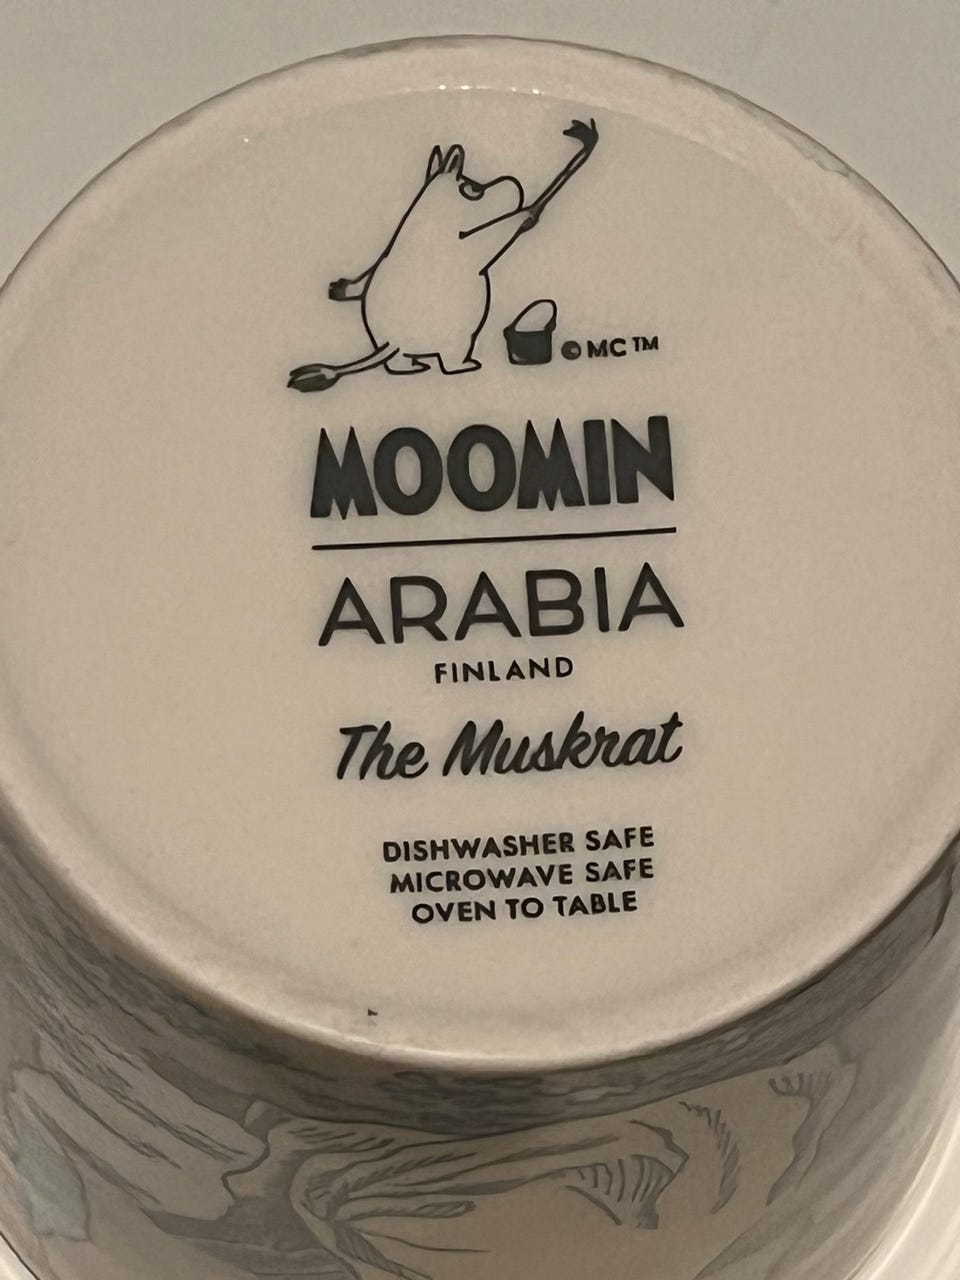 ©MC™
MOOMIN
ARABIA
FINLAND
The Muskrat
DISHWASHER SAFE
MICROWAVE SAFE
OVEN TO TABLE